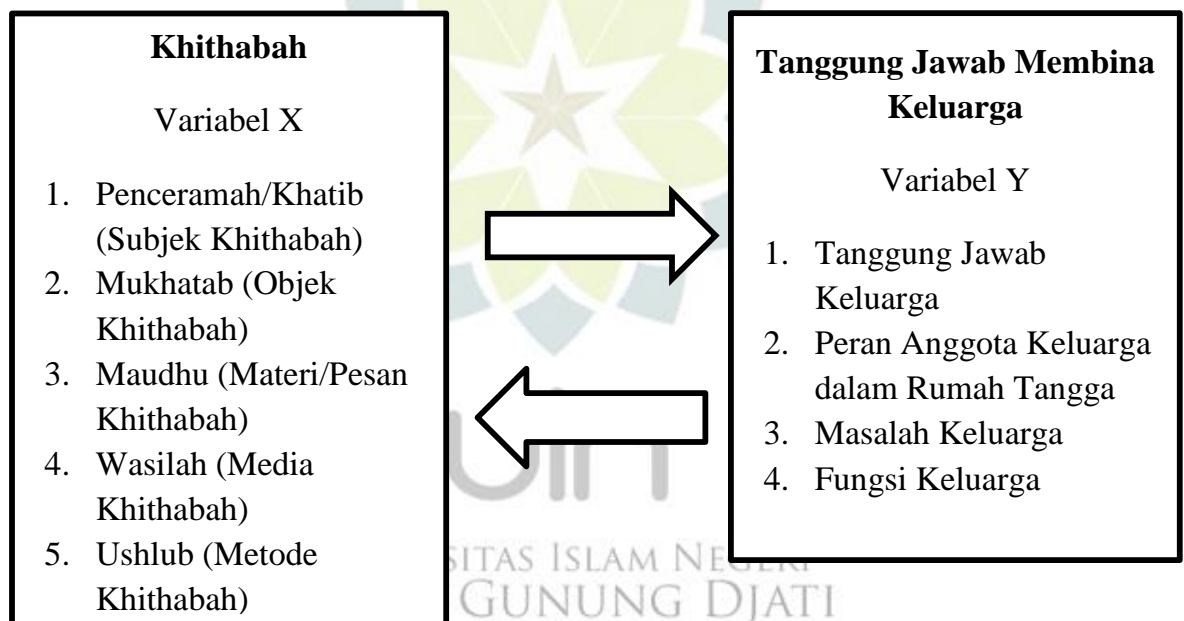 Khithabah
Variabel X
1. Penceramah/Khatib
(Subjek Khithabah)
2. Mukhatab (Objek
Khithabah)
3. Maudhu (Materi/Pesan
Khithabah)
4. Wasilah (Media
Khithabah)
5. Ushlub (Metode
Khithabah)
Tanggung Jawab Membina
Keluarga
Variabel Y
1. Tanggung Jawab
Keluarga
2. Peran Anggota Keluarga
dalam Rumah Tangga
3. Masalah Keluarga
4. Fungsi Keluarga
uin
ISLAM
GUNUNG DJATI